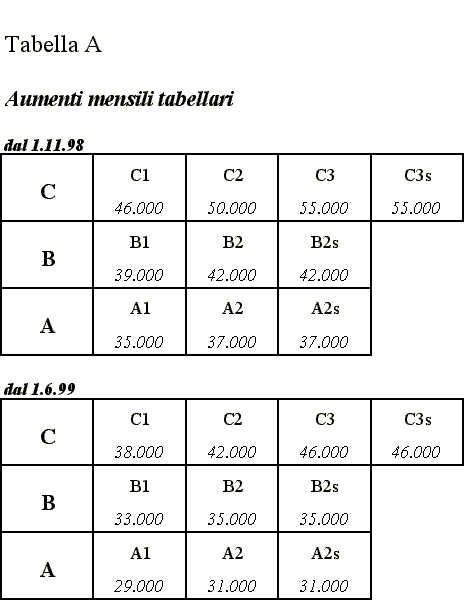 Tabella A
Aumenti mensili tabellari
dal 1.11.98
C C1 C2 C3 C3s
46.000 50.000 55.000 55.000
B B1 B2 B2s
39.000 42.000 42.000
A A1 A2 A2s
35.000 37.000 37.000
dal 1.6.99
C C1 C2 C3 C3s
38.000 42.000 46.000 46.000
B B1 B2 B2s
33.000 35.000 35.000
A A1 A2 A2s
29.000 31.000 31.000